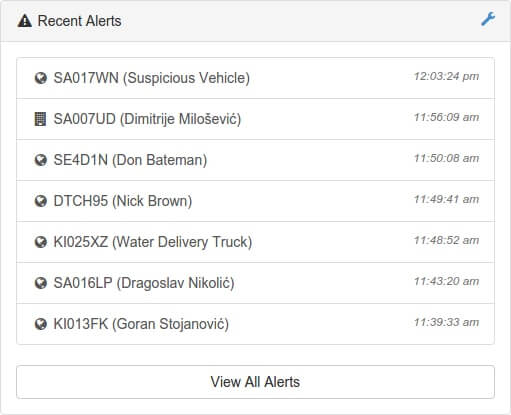 Recent Alerts
SA017WN (Suspicious Vehicle) 12:03:24 pm
SA007UD (Dimitrije Milošević) 11:56:09 am
SE4D1N (Don Bateman) 11:50:08 am
DTCH95 (Nick Brown) 11:49:41 am
KI025XZ (Water Delivery Truck) 11:48:52 am
SA016LP (Dragoslav Nikolić) 11:43:20 am
KI013FK (Goran Stojanović) 11:39:33 am
View All Alerts